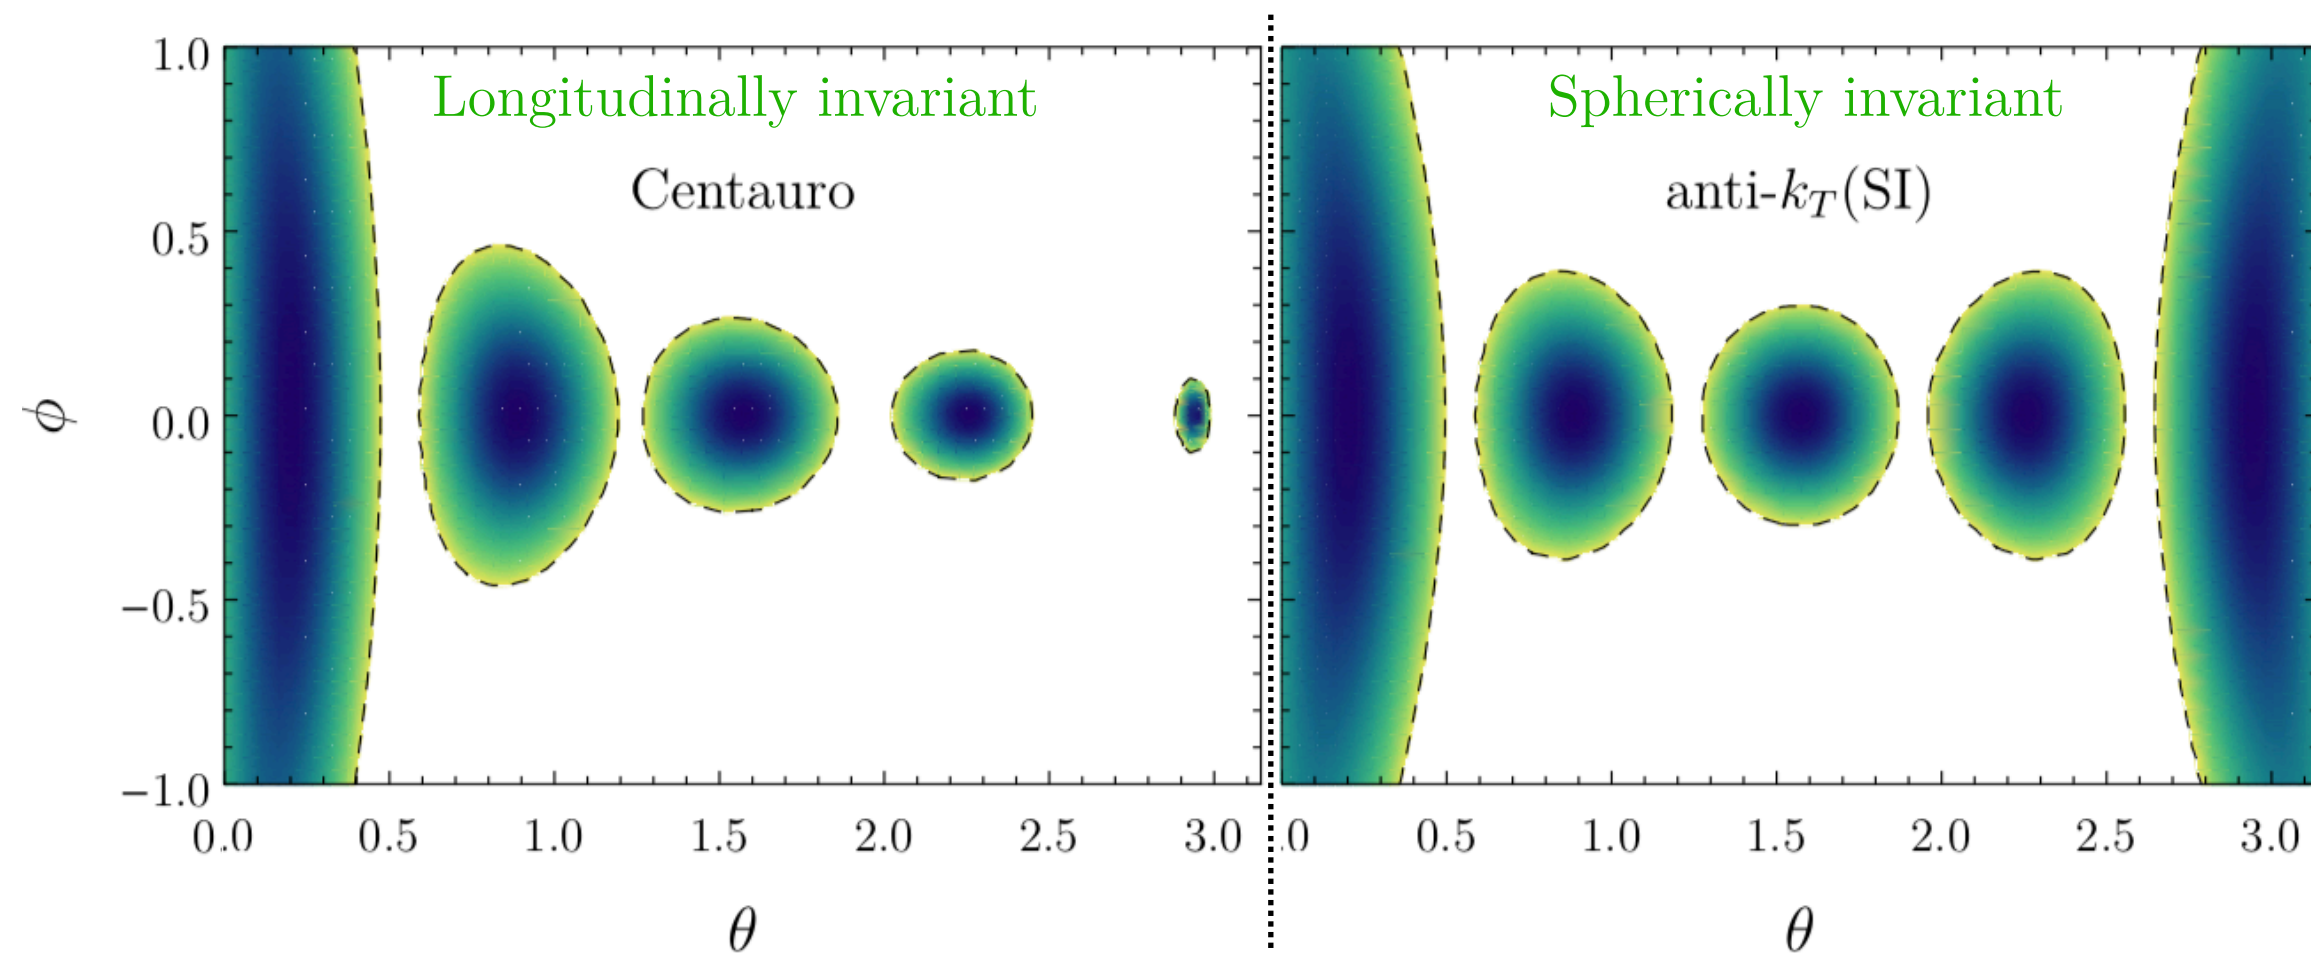 Longitudinally invariant
Centauro
1.0
0.5
0.0
−0.5
−1.0
ϕ
0.0 0.5 1.0 1.5 2.0 2.5 3.0
θ
Spherically invariant
anti-k_T(SI)
.0 0.5 1.0 1.5 2.0 2.5 3.0
θ